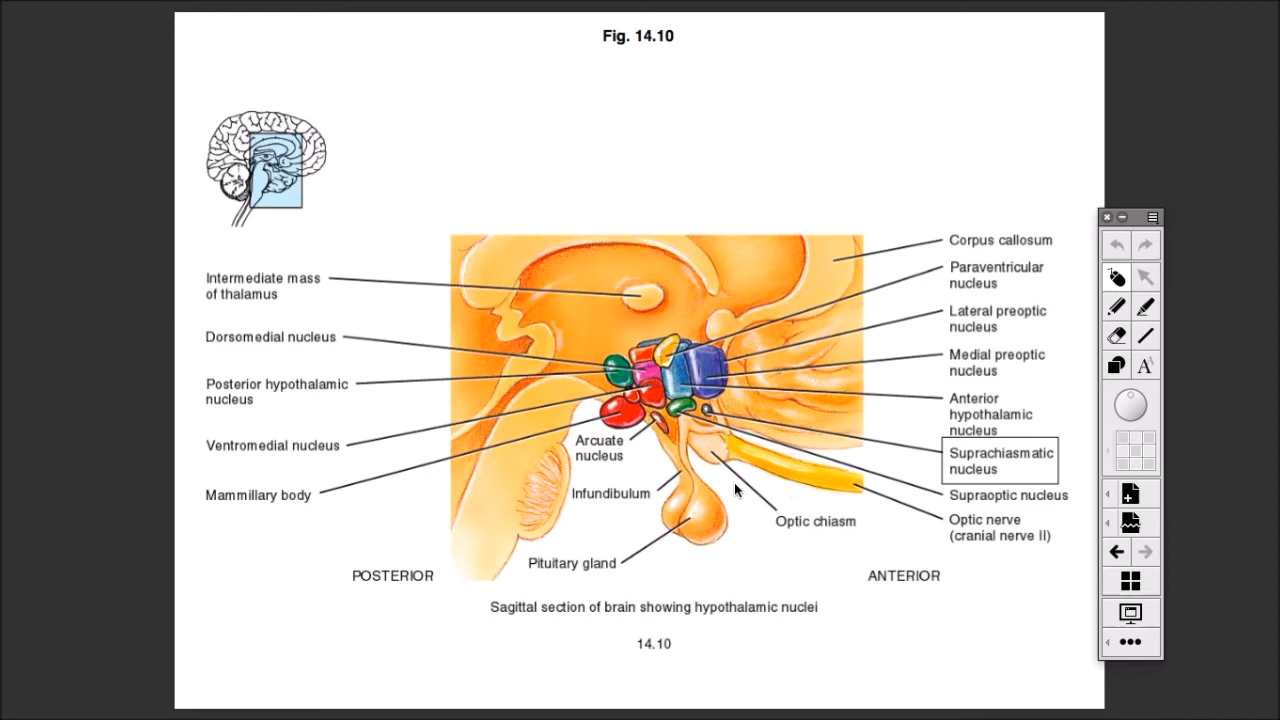 Fig. 14.10
Intermediate mass
of thalamus
Dorsomedial nucleus
Posterior hypothalamic
nucleus
Ventromedial nucleus
Mammillary body
Arcuate
nucleus
Infundibulum
Pituitary gland
Corpus callosum
Paraventricular
nucleus
Lateral preoptic
nucleus
Medial preoptic
nucleus
Anterior
hypothalamic
nucleus
Suprachiasmatic
nucleus
Supraoptic nucleus
Optic nerve
(cranial nerve II)
Optic chiasm
POSTERIOR
ANTERIOR
Sagittal section of brain showing hypothalamic nuclei
14.10
A